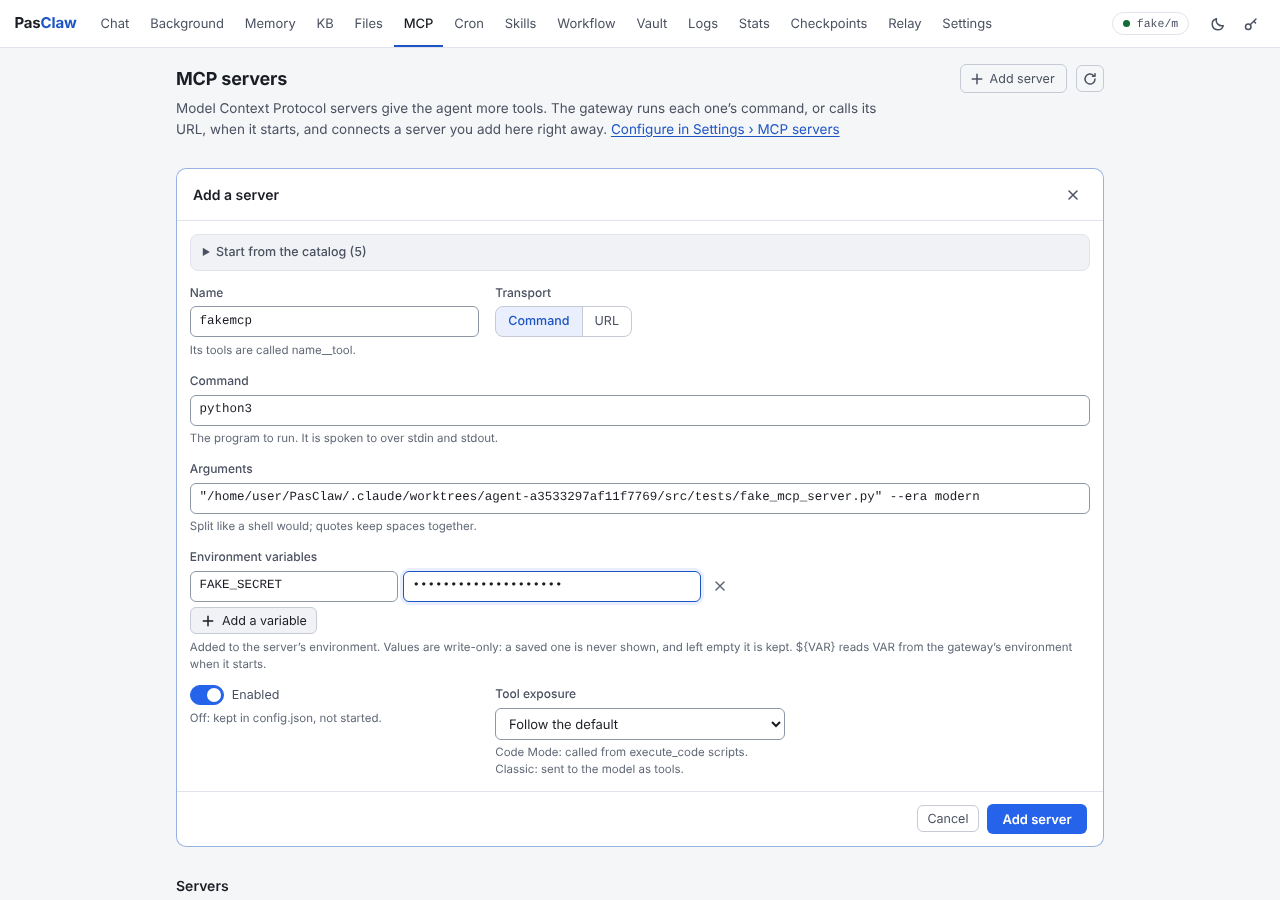 PasClaw Chat Background Memory KB Files MCP Cron Skills Workflow Vault Logs Stats Checkpoints Relay Settings fake/m
MCP servers
Add server
Model Context Protocol servers give the agent more tools. The gateway runs each one’s command, or calls its
URL, when it starts, and connects a server you add here right away. Configure in Settings › MCP servers
Add a server
Start from the catalog (5)
Name Transport
fakemcp Command URL
Its tools are called name__tool.
Command
python3
The program to run. It is spoken to over stdin and stdout.
Arguments
"/home/user/PasClaw/.claude/worktrees/agent-a3533297af11f7769/src/tests/fake_mcp_server.py" --era modern
Split like a shell would; quotes keep spaces together.
Environment variables
FAKE_SECRET ••••••••••••••••••••
Add a variable
Added to the server’s environment. Values are write-only: a saved one is never shown, and left empty it is kept. ${VAR} reads VAR from the gateway’s environment
when it starts.
Enabled Tool exposure
Off: kept in config.json, not started. Follow the default
Code Mode: called from execute_code scripts.
Classic: sent to the model as tools.
Cancel Add server
Servers